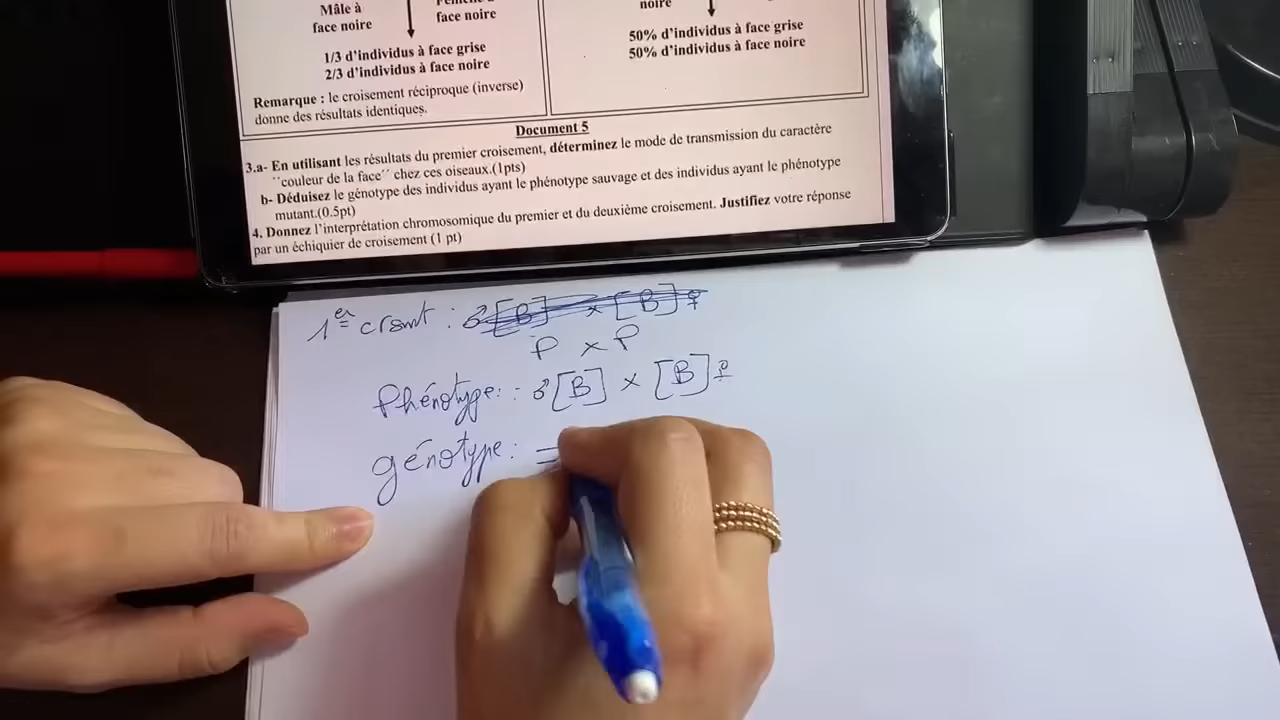 Mâle à
face noire
face noire
1/3 d'individus à face grise
2/3 d'individus à face noire
Remarque : le croisement réciproque (inverse)
donne des résultats identiques.
noire
50% d'individus à face grise
50% d'individus à face noire
Document 5
3.a- En utilisant les résultats du premier croisement, déterminez le mode de transmission du caractère
''couleur de la face'' chez ces oiseaux.(1pts)
b- Déduisez le génotype des individus ayant le phénotype sauvage et des individus ayant le phénotype
mutant.(0.5pt)
4. Donnez l'interprétation chromosomique du premier et du deuxième croisement. Justifiez votre réponse
par un échiquier de croisement (1 pt)
1er crsmt : ♂[B] x [B]♀
P x P
Phénotype: : ♂[B] x [B]♀
génotype: =